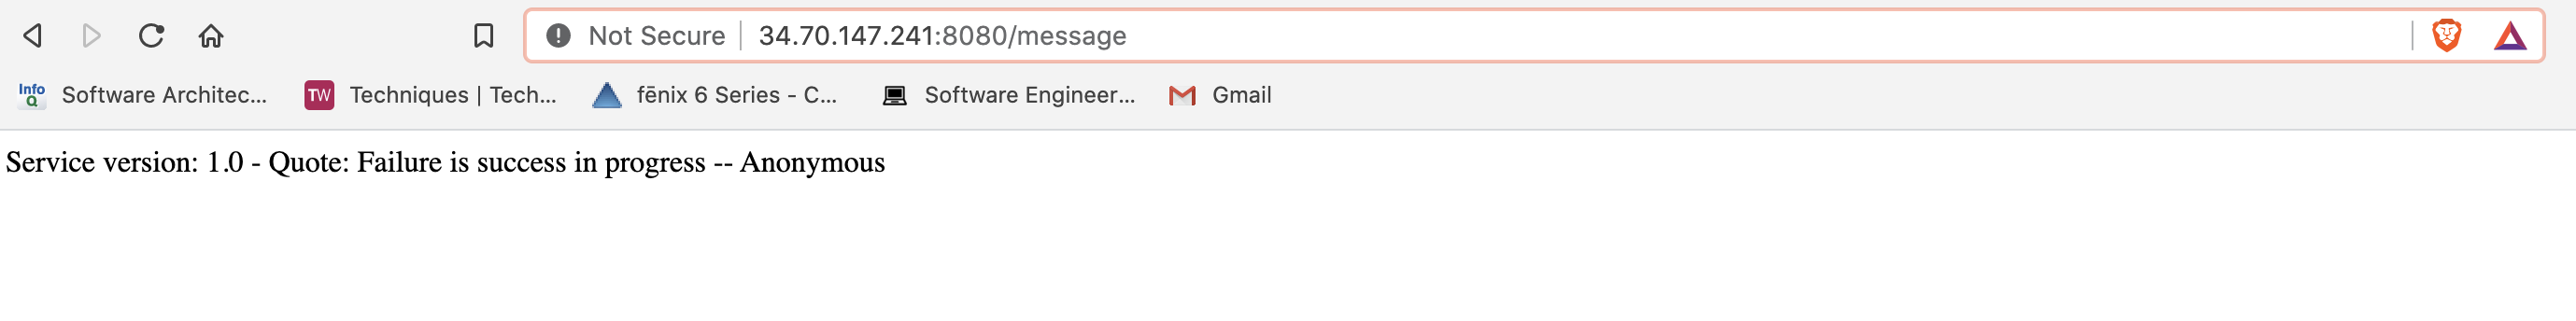 Not Secure 34.70.147.241:8080/message
Info Q Software Architec... TW Techniques | Tech... fēnix 6 Series - C... Software Engineer... Gmail
Service version: 1.0 - Quote: Failure is success in progress -- Anonymous